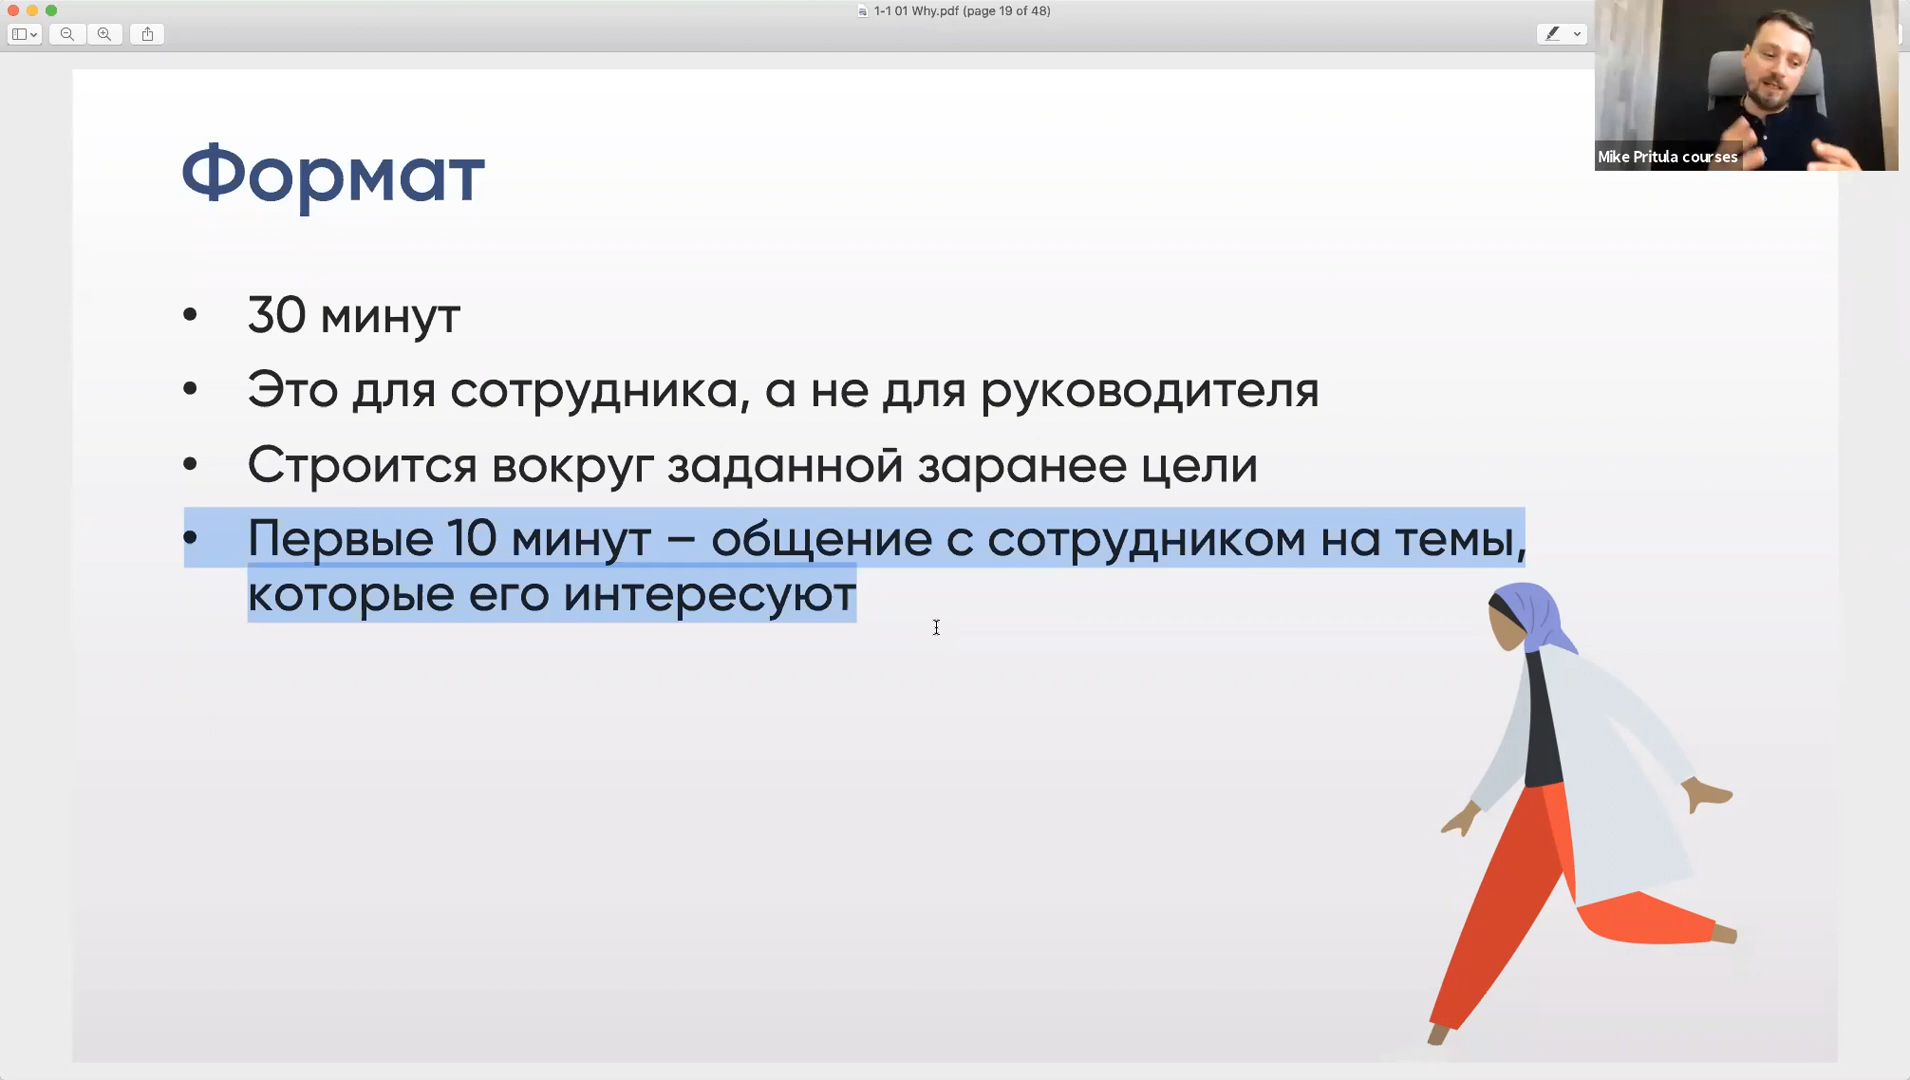 1-1 01 Why.pdf (page 19 of 48)
Mike Pritula courses
Формат
• 30 минут
• Это для сотрудника, а не для руководителя
• Строится вокруг заданной заранее цели
• Первые 10 минут – общение с сотрудником на темы,
которые его интересуют